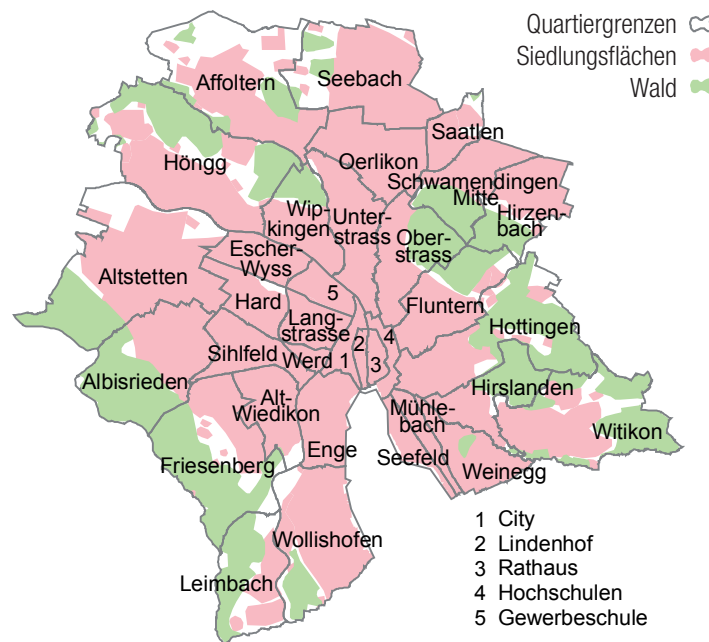 Quartiergrenzen
Siedlungsflächen
Wald
Affoltern
Seebach
Saatlen
Oerlikon
Höngg
Schwamendingen
Mitte
Hirzen-
bach
Wip-
kingen
Unter-
strass
Ober-
strass
Escher-
Wyss
Altstetten
Hard
5
Fluntern
Hottingen
Lang-
strasse
2
4
Sihlfeld
Werd
1
3
Albisrieden
Hirslanden
Alt-
Wiedikon
Mühle-
bach
Witikon
Enge
Friesenberg
Seefeld
Weinegg
Wollishofen
Leimbach
1 City
2 Lindenhof
3 Rathaus
4 Hochschulen
5 Gewerbeschule